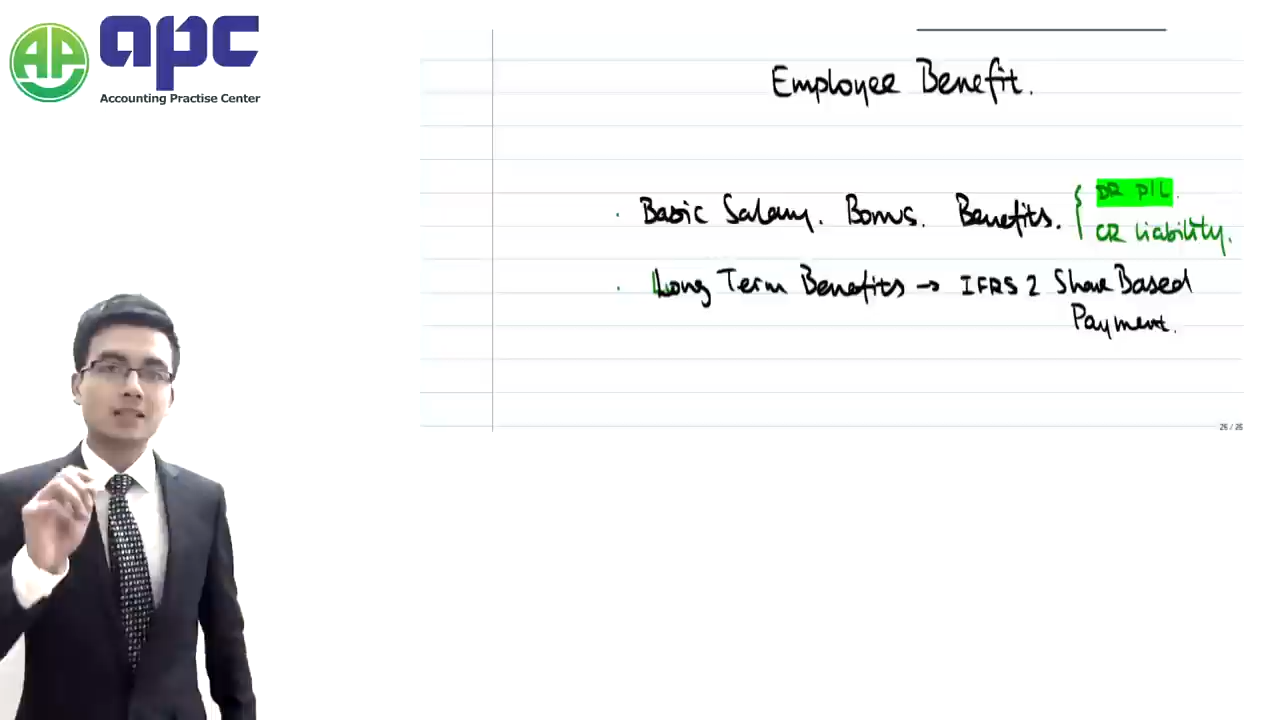 apc
Accounting Practise Center
Employee Benefit.
Basic Salary. Bonus. Benefits.
DR P/L.
CR liability.
Long Term Benefits → IFRS 2 Share Based
Payment.
26 / 26